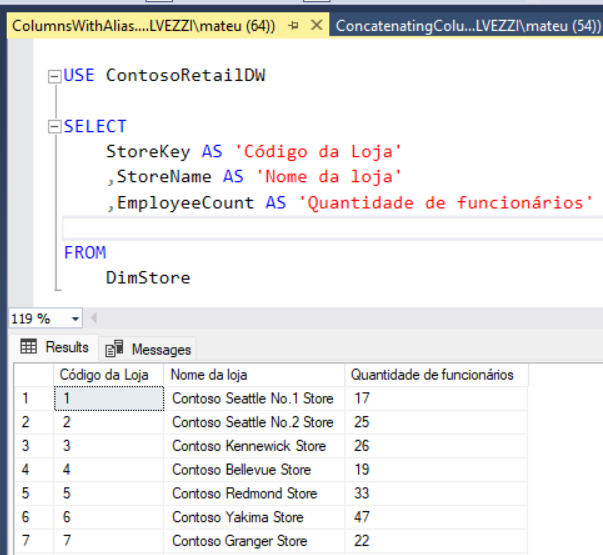 ColumnsWithAlias....LVEZZI\mateu (64)) ConcatenatingColu...LVEZZI\mateu (54))
USE ContosoRetailDW
SELECT
StoreKey AS 'Código da Loja'
,StoreName AS 'Nome da loja'
,EmployeeCount AS 'Quantidade de funcionários'
FROM
DimStore
119 %
Results Messages
Código da Loja Nome da loja Quantidade de funcionários
1 1 Contoso Seattle No.1 Store 17
2 2 Contoso Seattle No.2 Store 25
3 3 Contoso Kennewick Store 26
4 4 Contoso Bellevue Store 19
5 5 Contoso Redmond Store 33
6 6 Contoso Yakima Store 47
7 7 Contoso Granger Store 22